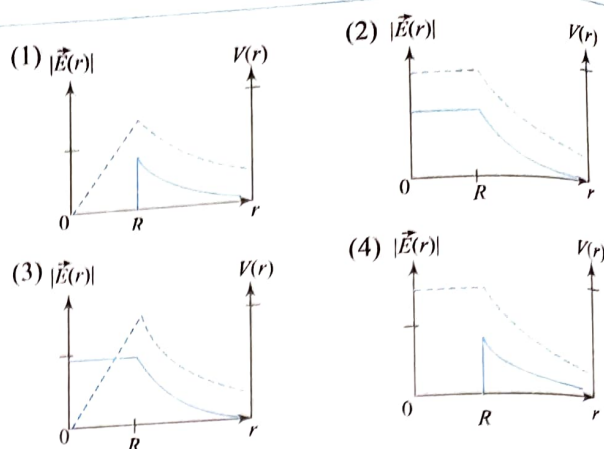 (1) |E⃗(r)| V(r)
0 R r
(2) |E⃗(r)| V(r)
0 R r
(3) |E⃗(r)| V(r)
0 R r
(4) |E⃗(r)| V(r)
0 R r